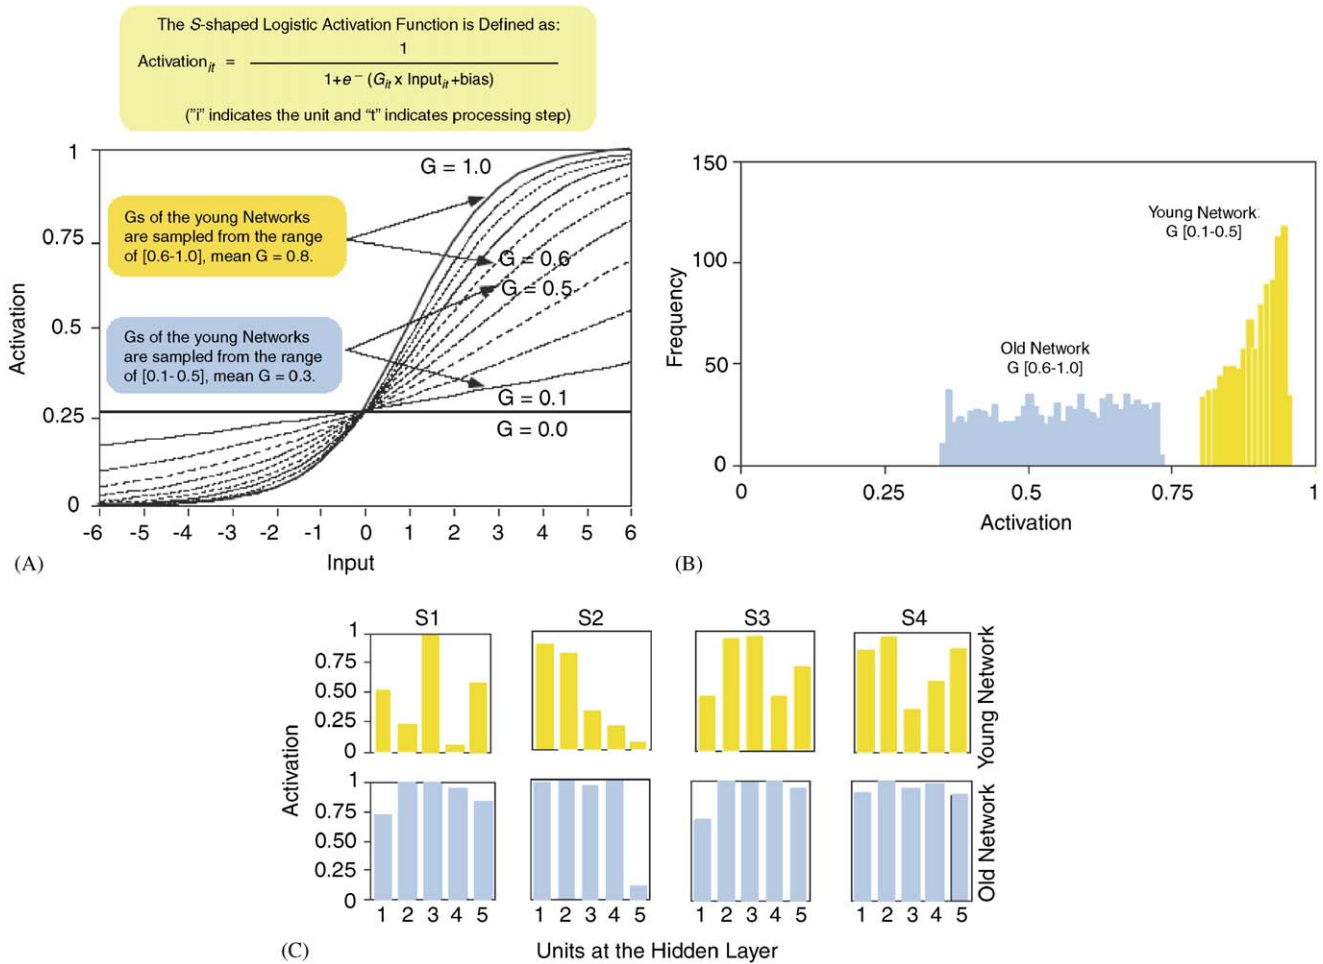 The S-shaped Logistic Activation Function is Defined as:
Activation_it = 1
1+e^– (G_it x Input_it +bias)
("i" indicates the unit and “t” indicates processing step)
1
0.75
0.5
0.25
0
Activation
G = 1.0
Gs of the young Networks
are sampled from the range
of [0.6-1.0], mean G = 0.8.
G = 0.6
G = 0.5
Gs of the young Networks
are sampled from the range
of [0.1-0.5], mean G = 0.3.
G = 0.1
G = 0.0
-6 -5 -4 -3 -2 -1 0 1 2 3 4 5 6
Input
(A)
150
100
50
0
Frequency
Young Network
G [0.1-0.5]
Old Network
G [0.6-1.0]
0 0.25 0.5 0.75 1
Activation
(B)
S1 S2 S3 S4
1
0.75
0.50
0.25
0
Young Network
Activation
1
0.75
0.50
0.25
0
Old Network
1 2 3 4 5 1 2 3 4 5 1 2 3 4 5 1 2 3 4 5
(C) Units at the Hidden Layer